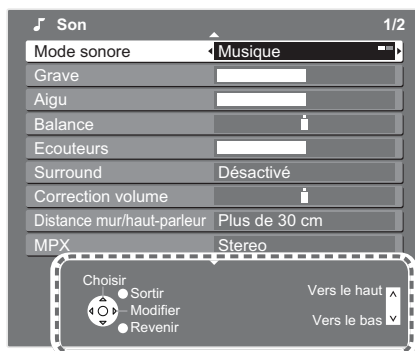 Son 1/2
Mode sonore Musique
Grave
Aigu
Balance
Ecouteurs
Surround Désactivé
Correction volume
Distance mur/haut-parleur Plus de 30 cm
MPX Stereo
Choisir
Sortir
Modifier
Revenir
Vers le haut
Vers le bas